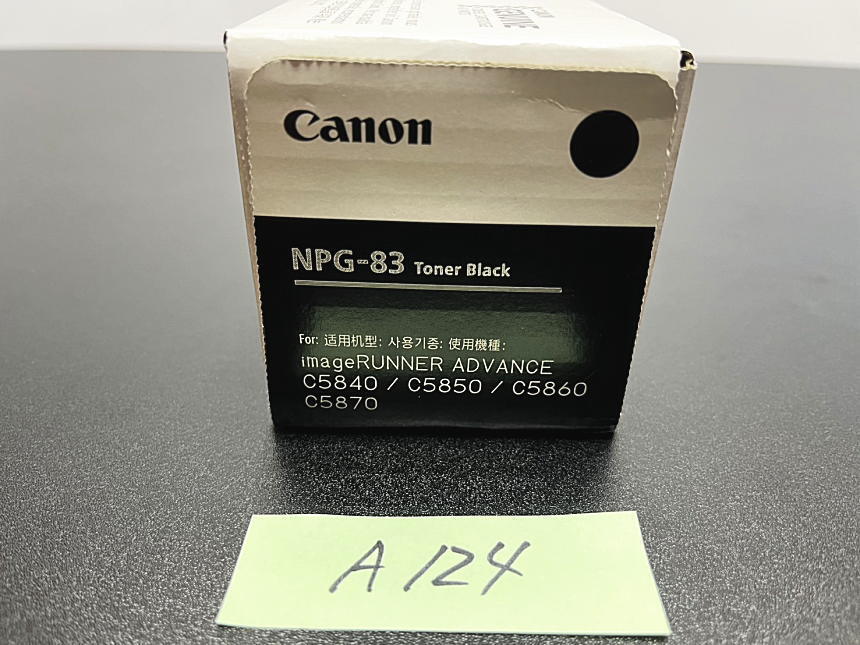 GENUINE
Canon
NPG-83 Toner Black
For: 适用机型: 사용기종: 使用機種:
imageRUNNER ADVANCE
C5840 / C5850 / C5860
C5870
A124